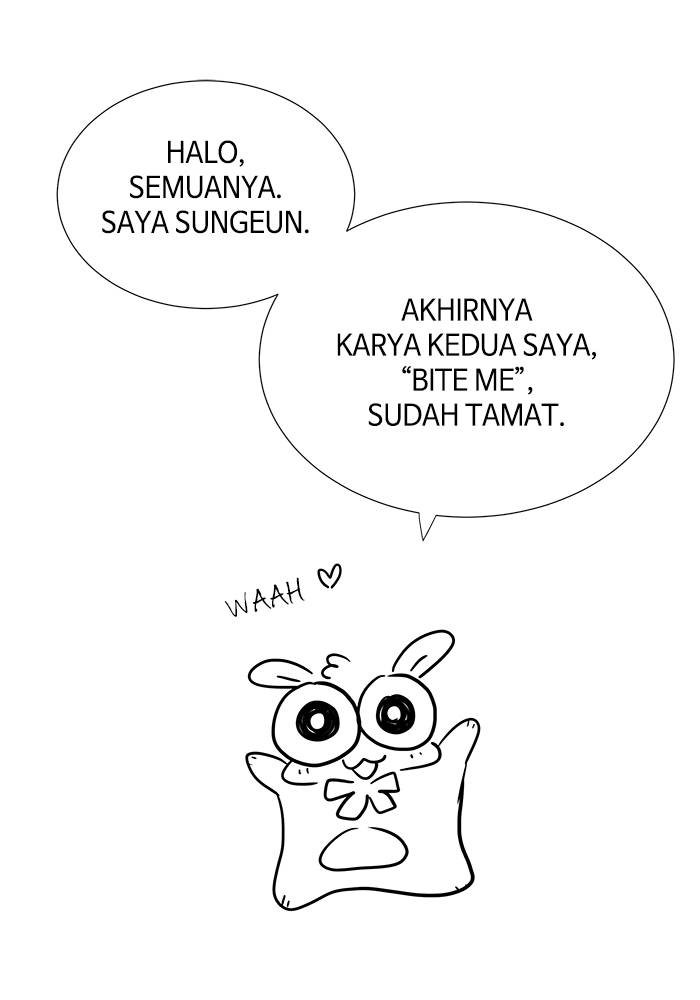 HALO,
SEMUANYA.
SAYA SUNGEUN.
AKHIRNYA
KARYA KEDUA SAYA,
“BITE ME”,
SUDAH TAMAT.
WAAH ♡